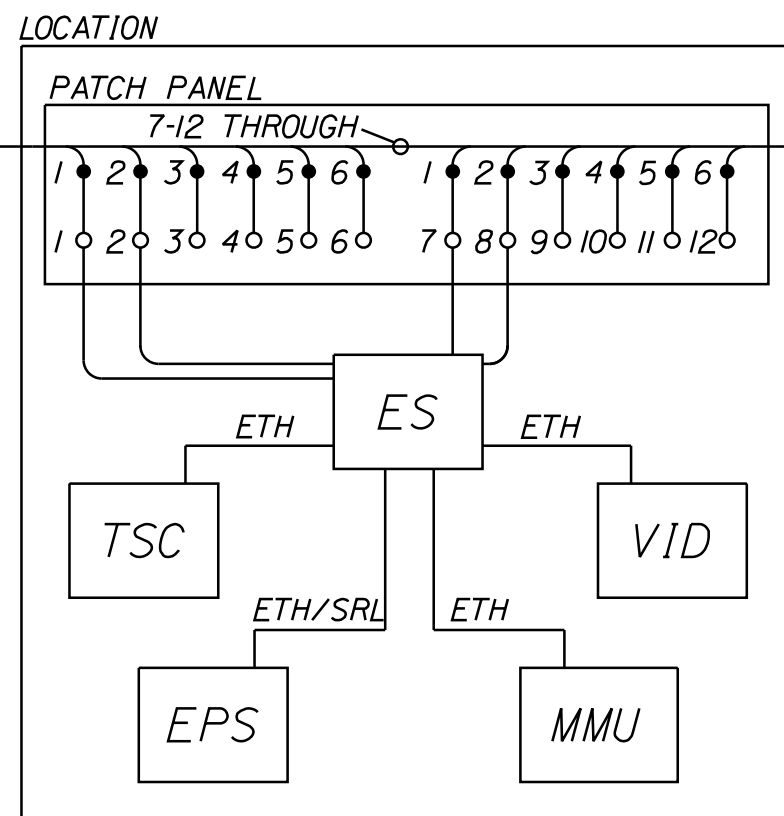 LOCATION
PATCH PANEL
7-12 THROUGH
1 2 3 4 5 6 1 2 3 4 5 6
1 2 3 4 5 6 7 8 9 10 11 12
ES
ETH ETH
TSC VID
ETH/SRL ETH
EPS MMU